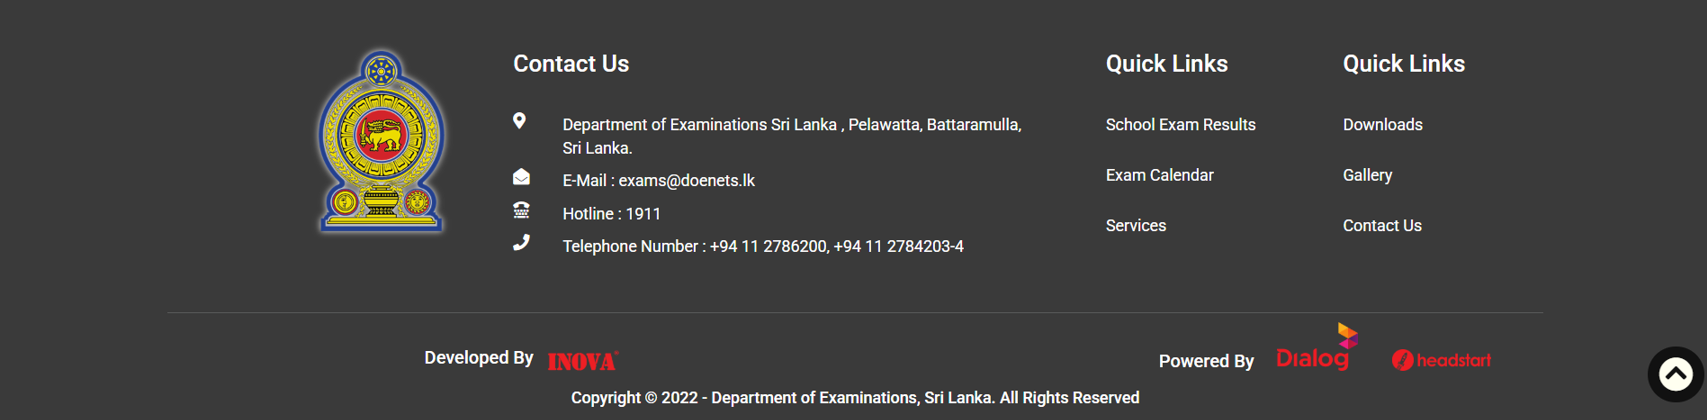 Contact Us
Department of Examinations Sri Lanka , Pelawatta, Battaramulla,
Sri Lanka.
E-Mail : exams@doenets.lk
Hotline : 1911
Telephone Number : +94 11 2786200, +94 11 2784203-4
Quick Links
School Exam Results
Exam Calendar
Services
Quick Links
Downloads
Gallery
Contact Us
Developed By INOVA
Powered By Dialog headstart
Copyright © 2022 - Department of Examinations, Sri Lanka. All Rights Reserved